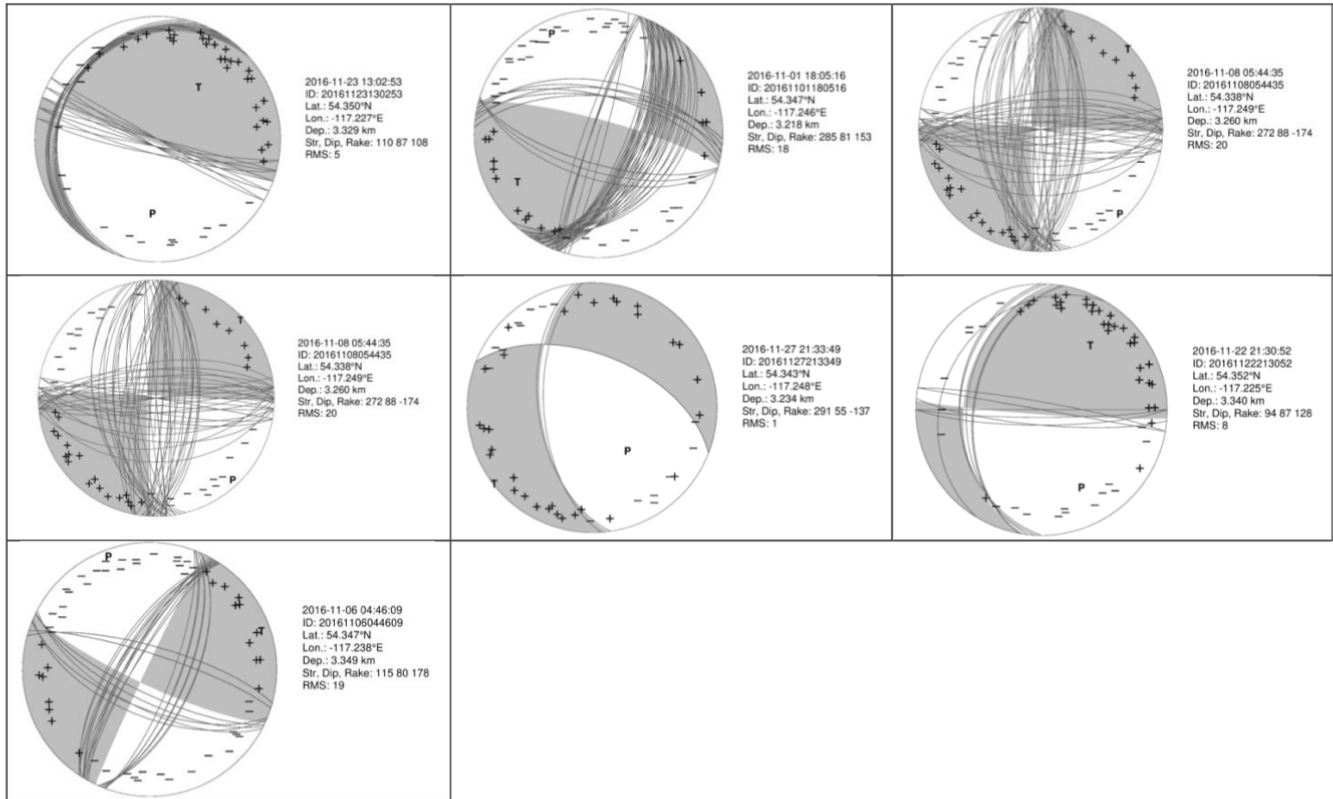 P
T
2016-11-23 13:02:53
ID: 20161123130253
Lat.: 54.350°N
Lon.: -117.227°E
Dep.: 3.329 km
Str, Dip, Rake: 110 87 108
RMS: 5
P
T
2016-11-01 18:05:16
ID: 20161101180516
Lat.: 54.347°N
Lon.: -117.246°E
Dep.: 3.218 km
Str, Dip, Rake: 285 81 153
RMS: 18
T
P
2016-11-08 05:44:35
ID: 20161108054435
Lat.: 54.338°N
Lon.: -117.249°E
Dep.: 3.260 km
Str, Dip, Rake: 272 88 -174
RMS: 20
T
P
2016-11-08 05:44:35
ID: 20161108054435
Lat.: 54.338°N
Lon.: -117.249°E
Dep.: 3.260 km
Str, Dip, Rake: 272 88 -174
RMS: 20
P
T
2016-11-27 21:33:49
ID: 20161127213349
Lat.: 54.343°N
Lon.: -117.248°E
Dep.: 3.234 km
Str, Dip, Rake: 291 55 -137
RMS: 1
T
P
2016-11-22 21:30:52
ID: 20161122213052
Lat.: 54.352°N
Lon.: -117.225°E
Dep.: 3.340 km
Str, Dip, Rake: 94 87 128
RMS: 8
P
T
2016-11-06 04:46:09
ID: 20161106044609
Lat.: 54.347°N
Lon.: -117.238°E
Dep.: 3.349 km
Str, Dip, Rake: 115 80 178
RMS: 19